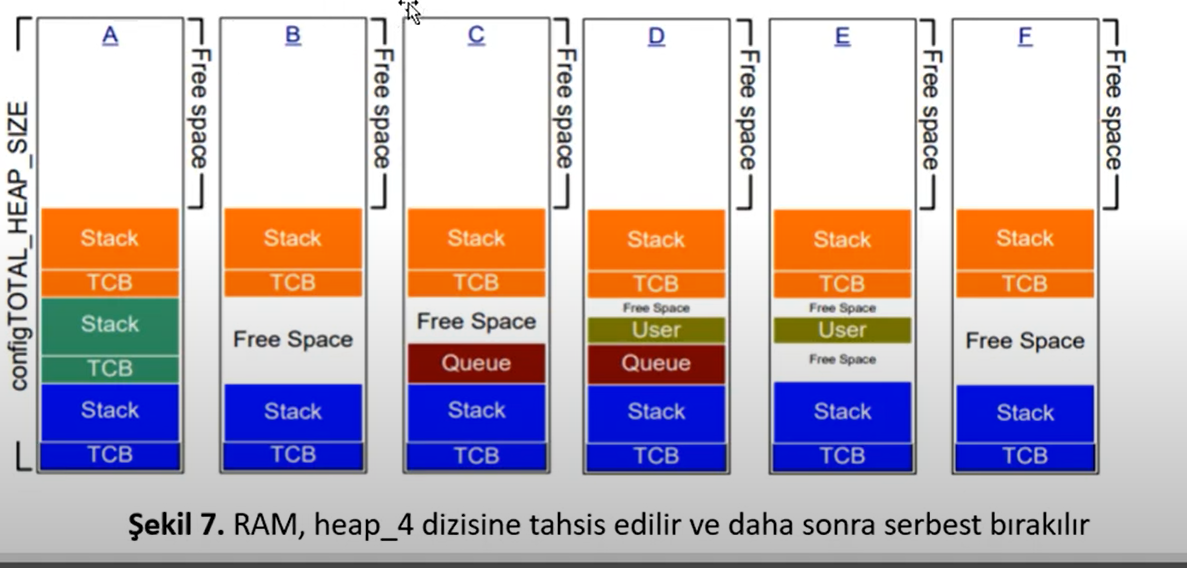 A
B
C
D
E
F
configTOTAL_HEAP_SIZE
Free space
Free space
Free space
Free space
Free space
Free space
Stack
TCB
Stack
TCB
Stack
TCB
Stack
TCB
Free Space
Stack
TCB
Stack
TCB
Free Space
Queue
Stack
TCB
Stack
TCB
Free Space
User
Queue
Stack
TCB
Stack
TCB
Free Space
User
Free Space
Stack
TCB
Stack
TCB
Free Space
Stack
TCB
Şekil 7. RAM, heap_4 dizisine tahsis edilir ve daha sonra serbest bırakılır